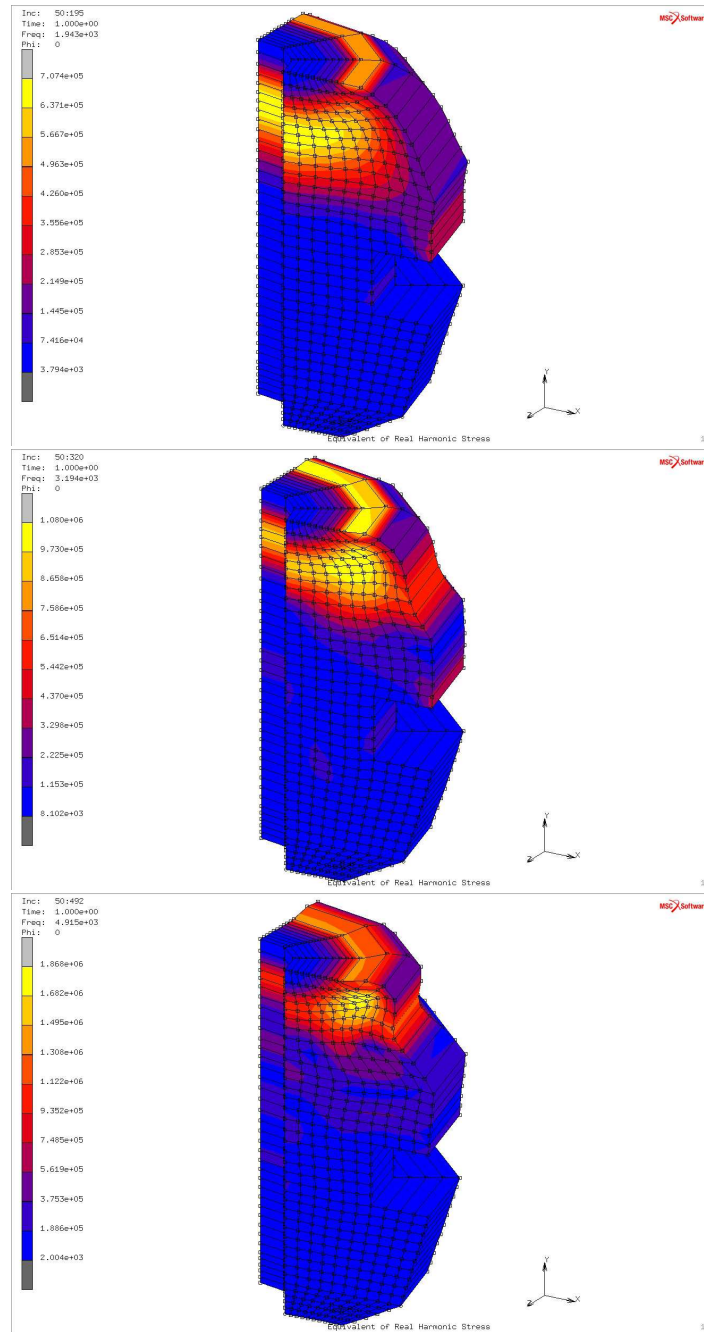 Inc: 50:195
Time: 1.000e+00
Freq: 1.943e+03
Phi: 0
MSC Software
7.074e+05
6.371e+05
5.667e+05
4.963e+05
4.260e+05
3.556e+05
2.853e+05
2.149e+05
1.445e+05
7.416e+04
3.794e+03
Y
Z
X
Equivalent of Real Harmonic Stress
Inc: 50:320
Time: 1.000e+00
Freq: 3.194e+03
Phi: 0
MSC Software
1.080e+06
9.730e+05
8.658e+05
7.586e+05
6.514e+05
5.442e+05
4.370e+05
3.298e+05
2.225e+05
1.153e+05
8.102e+03
Y
Z
X
Equivalent of Real Harmonic Stress
Inc: 50:492
Time: 1.000e+00
Freq: 4.915e+03
Phi: 0
MSC Software
1.868e+06
1.682e+06
1.495e+06
1.308e+06
1.122e+06
9.352e+05
7.485e+05
5.619e+05
3.753e+05
1.886e+05
2.004e+03
Y
Z
X
Equivalent of Real Harmonic Stress